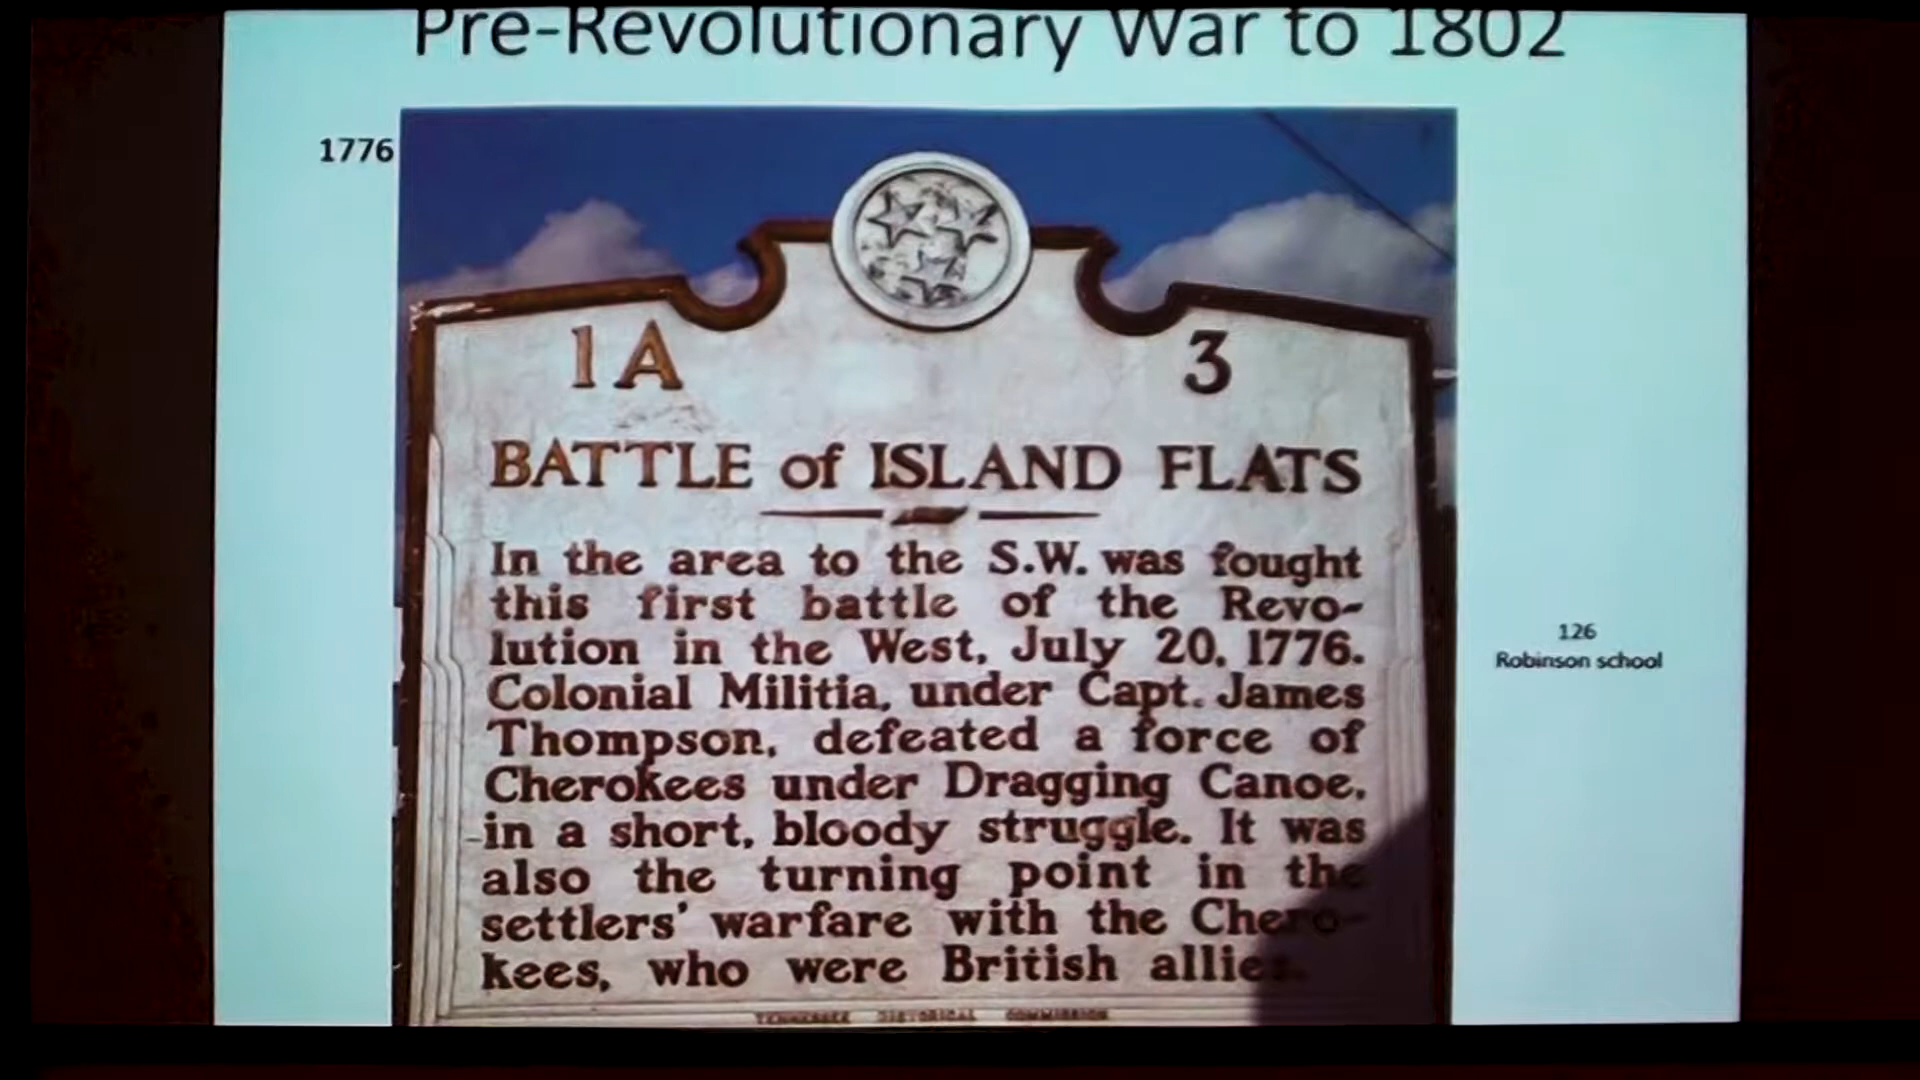 Pre-Revolutionary War to 1802
1776
1A 3
BATTLE of ISLAND FLATS
In the area to the S.W. was fought
this first battle of the Revo-
lution in the West, July 20, 1776.
Colonial Militia, under Capt. James
Thompson, defeated a force of
Cherokees under Dragging Canoe,
in a short, bloody struggle. It was
also the turning point in the
settlers' warfare with the Chero-
kees, who were British allies.
TENNESSEE HISTORICAL COMMISSION
126
Robinson school